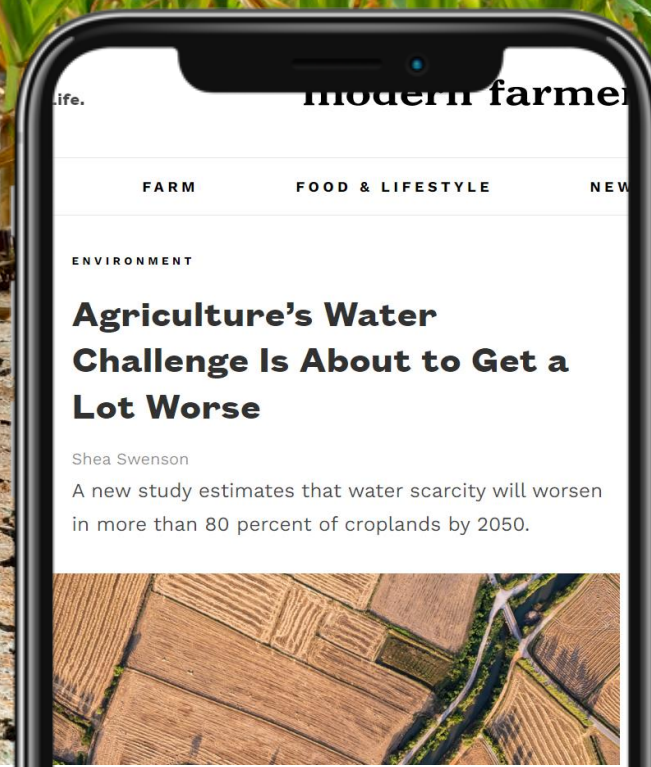 Life.
modern farmer
FARM
FOOD & LIFESTYLE
NEW
ENVIRONMENT
Agriculture’s Water
Challenge Is About to Get a
Lot Worse
Shea Swenson
A new study estimates that water scarcity will worsen
in more than 80 percent of croplands by 2050.